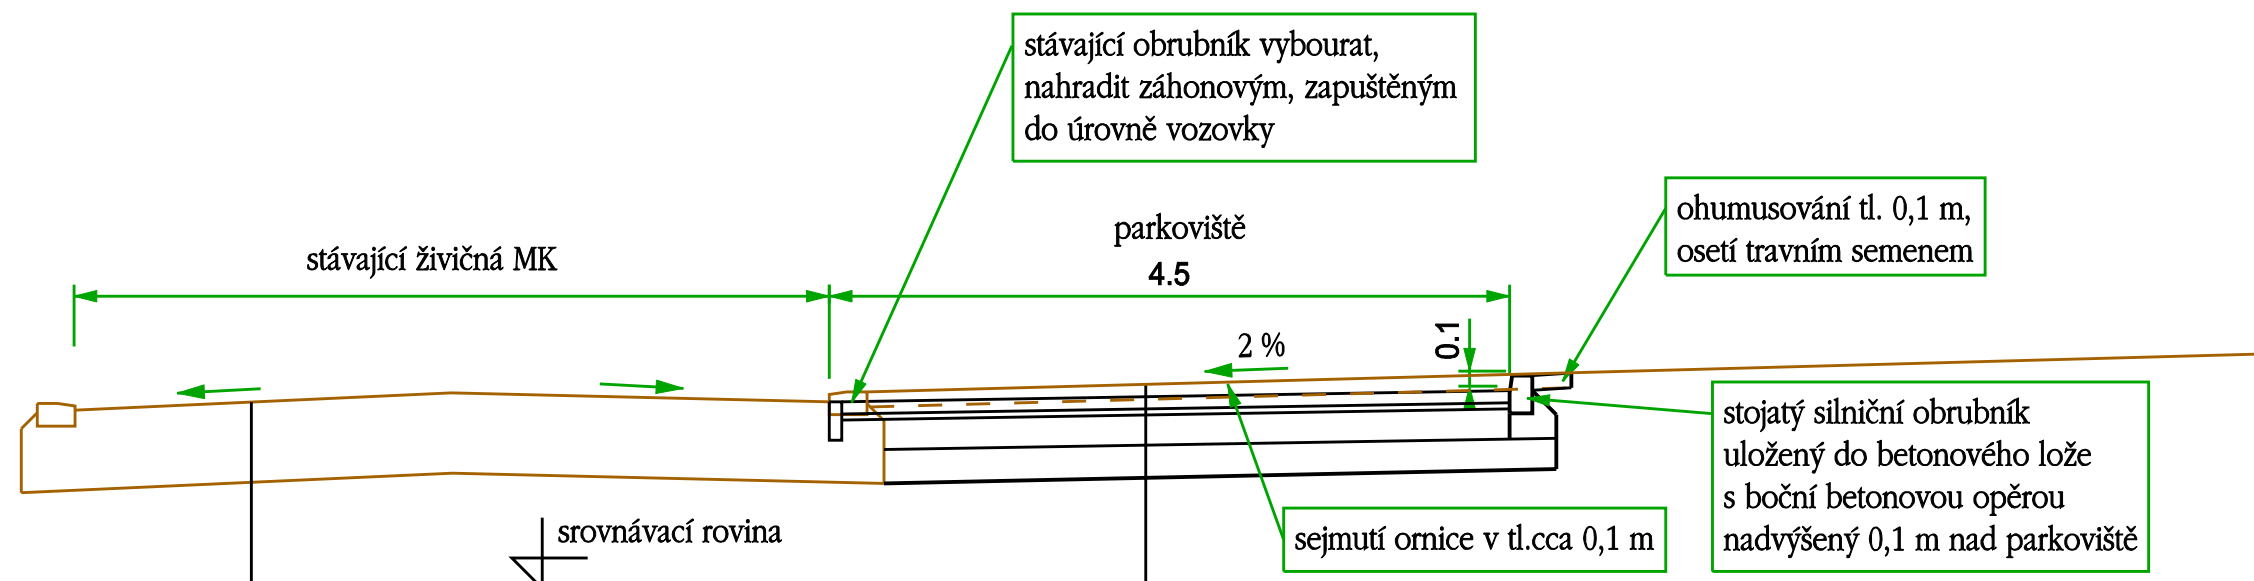 stávající obrubník vybourat,
nahradit záhonovým, zapuštěným
do úrovně vozovky
ohumusování tl. 0,1 m,
osetí travním semenem
parkoviště
4.5
stávající živičná MK
2 %
0.1
stojatý silniční obrubník
uložený do betonového lože
s boční betonovou opěrou
nadvýšený 0,1 m nad parkoviště
sejmutí ornice v tl.cca 0,1 m
srovnávací rovina